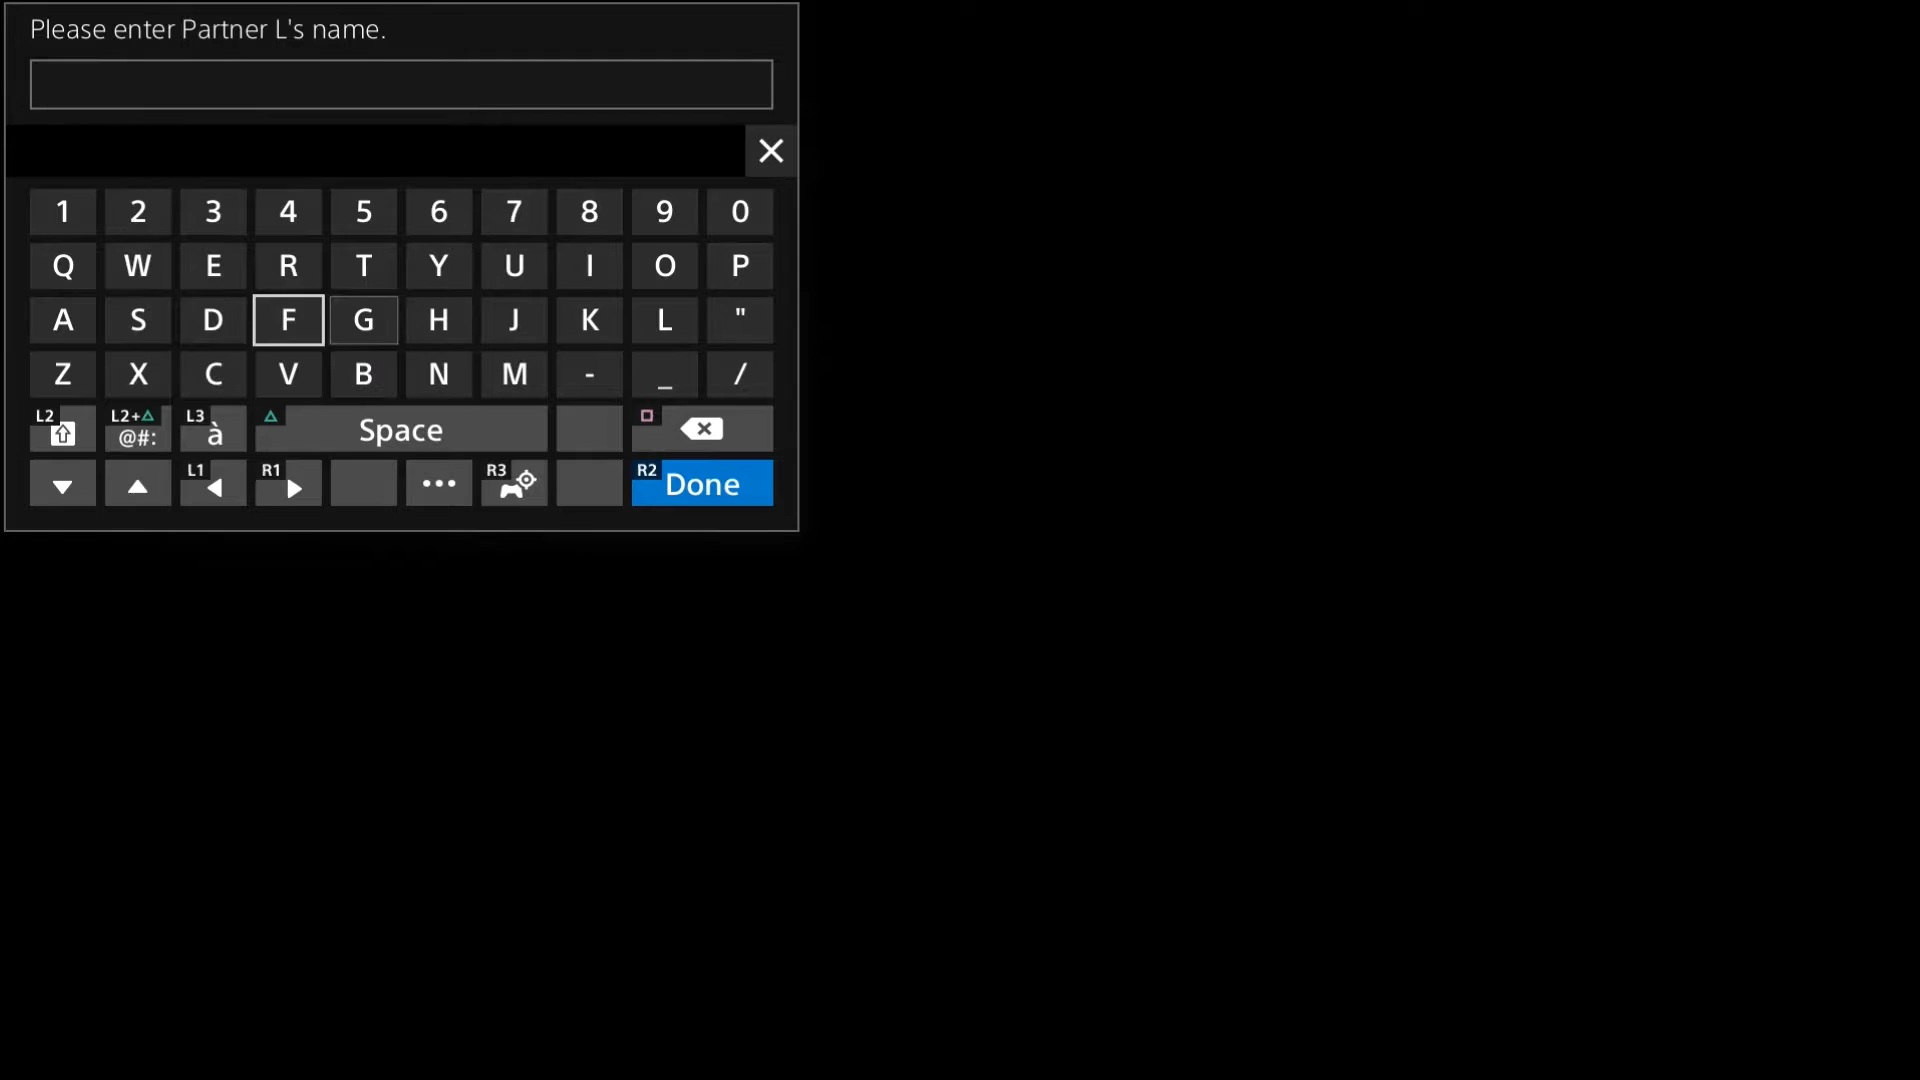 Please enter Partner L's name.
1 2 3 4 5 6 7 8 9 0
Q W E R T Y U I O P
A S D F G H J K L "
Z X C V B N M - _ /
L2 L2+△ @#: L3 à △ Space □
L1 R1 ... R3 R2 Done